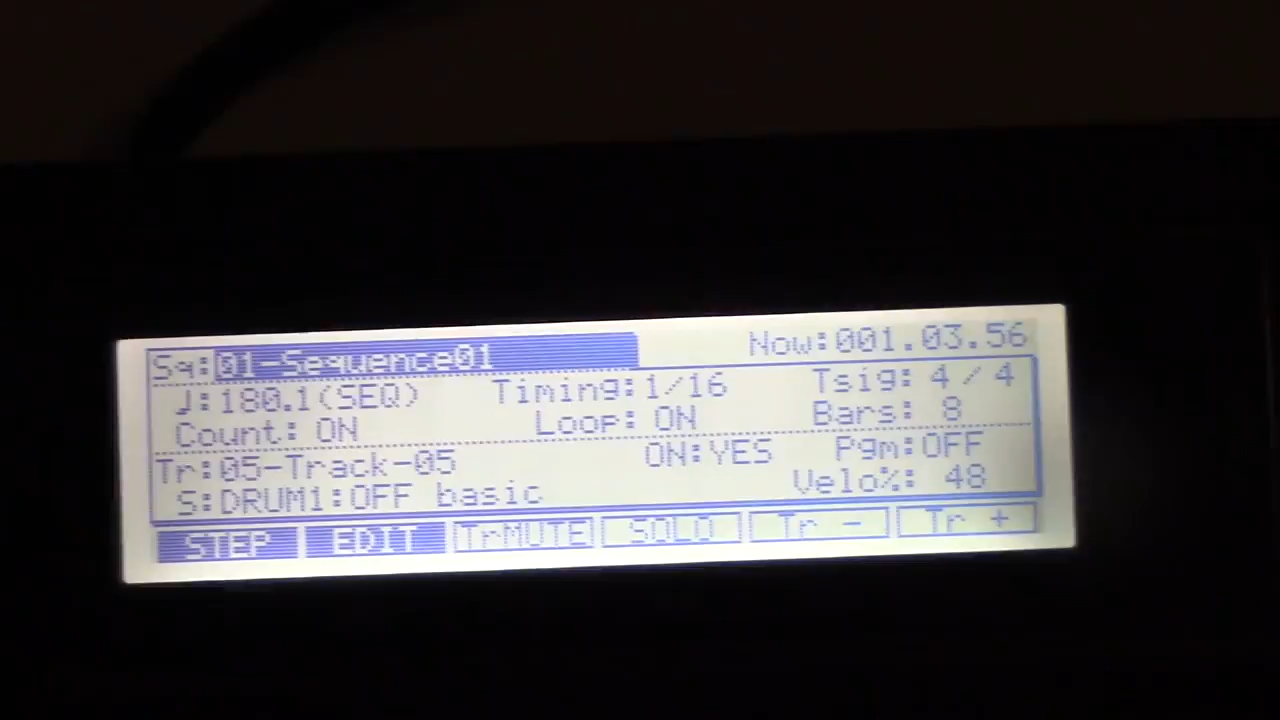 Sq:01-Sequence01 Now:001.03.56
♩:180.1(SEQ) Timing:1/16 Tsig: 4 / 4
Count: ON Loop: ON Bars: 8
Tr:05-Track-05 ON:YES Pgm:OFF
S:DRUM1:OFF basic Velo%: 48
STEP EDIT TrMUTE SOLO Tr - Tr +